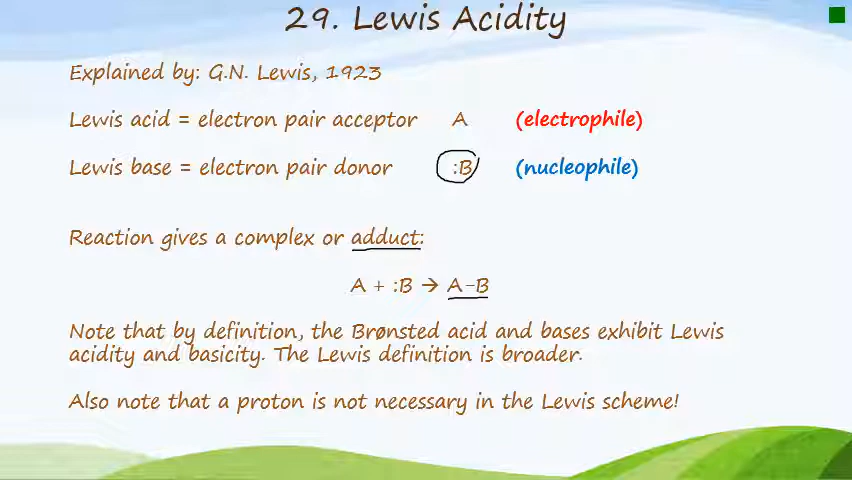 29. Lewis Acidity
Explained by: G.N. Lewis, 1923
Lewis acid = electron pair acceptor A (electrophile)
Lewis base = electron pair donor :B (nucleophile)
Reaction gives a complex or adduct:
A + :B → A-B
Note that by definition, the Brønsted acid and bases exhibit Lewis
acidity and basicity. The Lewis definition is broader.
Also note that a proton is not necessary in the Lewis scheme!